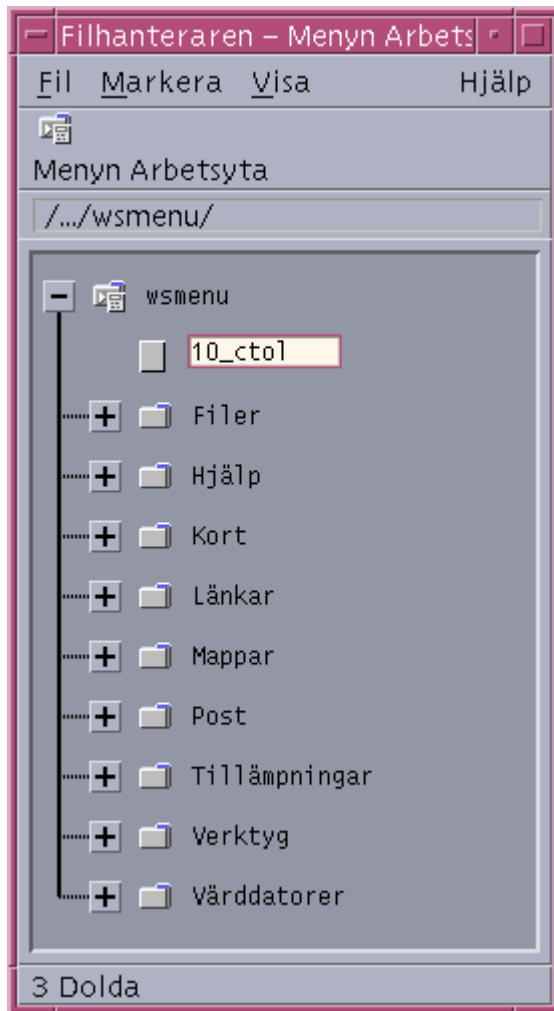 Filhanteraren – Menyn Arbets
Fil Markera Visa Hjälp
Menyn Arbetsyta
/.../wsmenu/
wsmenu
10_ctol
Filer
Hjälp
Kort
Länkar
Mappar
Post
Tillämpningar
Verktyg
Värddatorer
3 Dolda